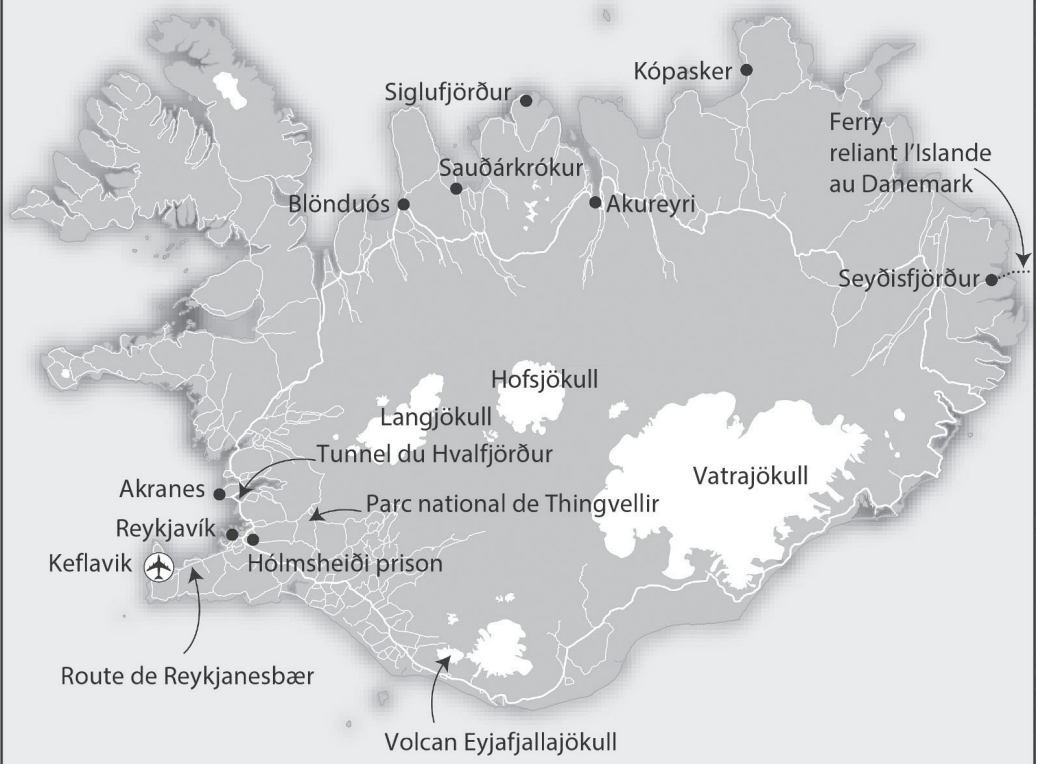 Kópasker
Siglufjörður
Ferry
reliant l'Islande
au Danemark
Sauðárkrókur
Blönduós
Akureyri
Seyðisfjörður
Hofsjökull
Langjökull
Tunnel du Hvalfjörður
Vatrajökull
Akranes
Parc national de Thingvellir
Reykjavík
Keflavik
Hólmsheiði prison
Route de Reykjanesbær
Volcan Eyjafjallajökull